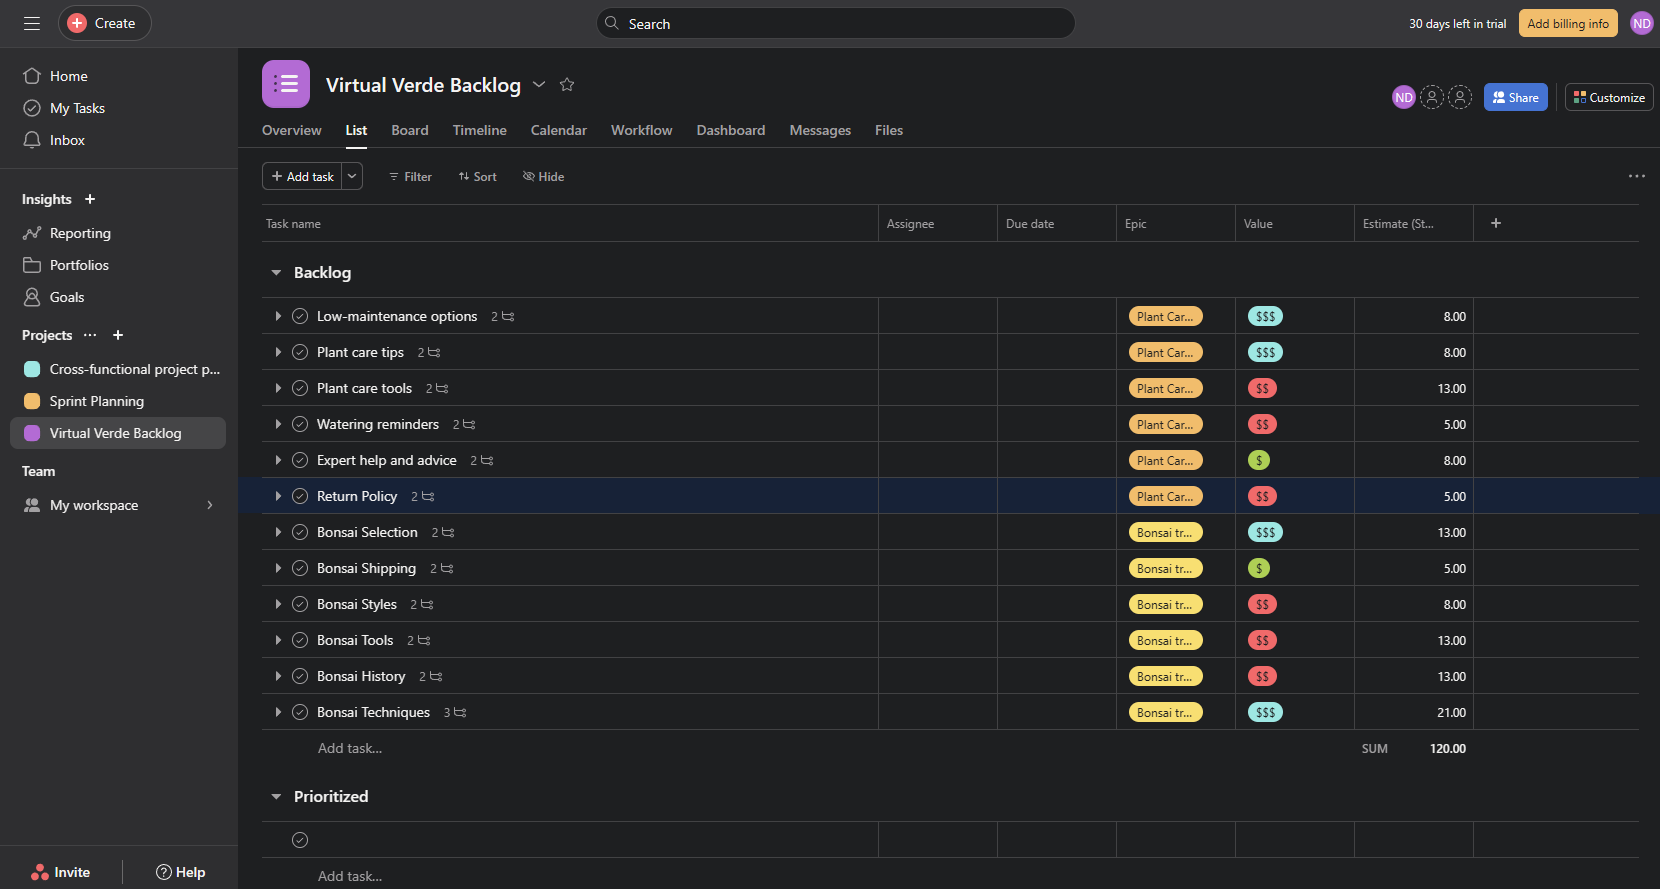 Create
Search
30 days left in trial
Add billing info
ND
Home
My Tasks
Inbox
Insights
Reporting
Portfolios
Goals
Projects
Cross-functional project p...
Sprint Planning
Virtual Verde Backlog
Team
My workspace
Invite
Help
Virtual Verde Backlog
ND
Share
Customize
Overview List Board Timeline Calendar Workflow Dashboard Messages Files
Add task Filter Sort Hide
Task name Assignee Due date Epic Value Estimate (St...
Backlog
Low-maintenance options 2 Plant Car... $$$ 8.00
Plant care tips 2 Plant Car... $$$ 8.00
Plant care tools 2 Plant Car... $$ 13.00
Watering reminders 2 Plant Car... $$ 5.00
Expert help and advice 2 Plant Car... $ 8.00
Return Policy 2 Plant Car... $$ 5.00
Bonsai Selection 2 Bonsai tr... $$$ 13.00
Bonsai Shipping 2 Bonsai tr... $ 5.00
Bonsai Styles 2 Bonsai tr... $$ 8.00
Bonsai Tools 2 Bonsai tr... $$ 13.00
Bonsai History 2 Bonsai tr... $$ 13.00
Bonsai Techniques 3 Bonsai tr... $$$ 21.00
Add task... SUM 120.00
Prioritized
Add task...